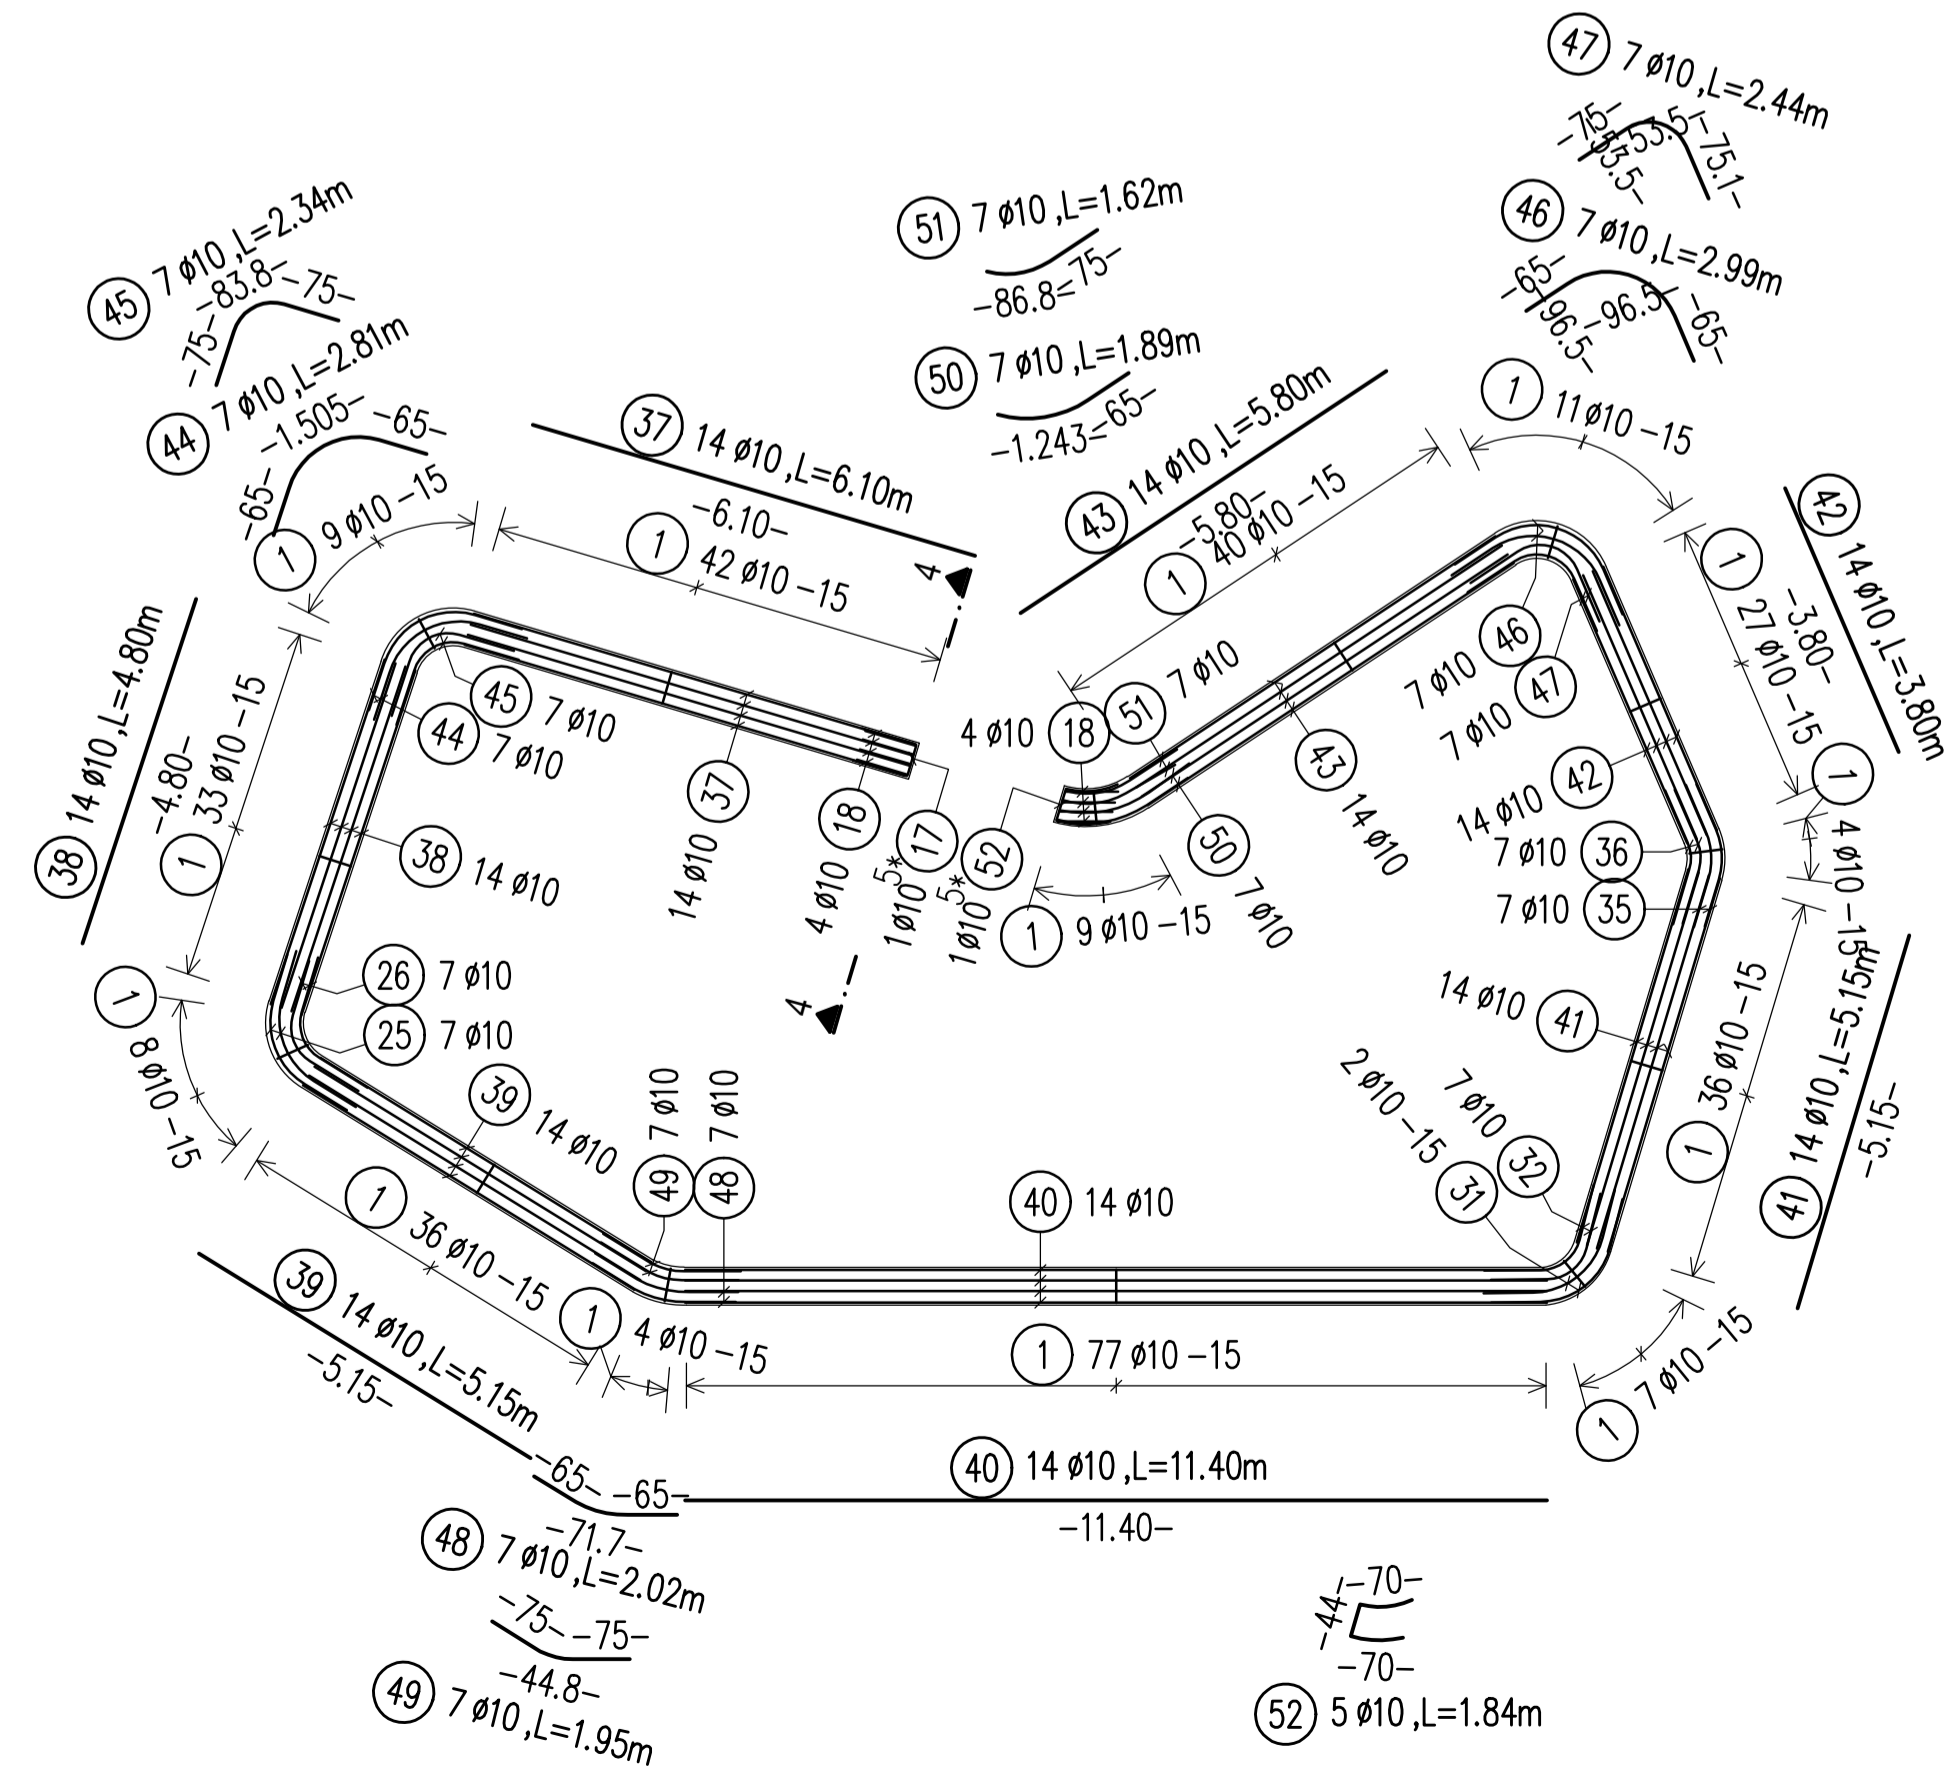 47 7 ø10 ,L=2.44m
-75-
-53.5-
-53.5-
-75.1-
46 7 ø10 ,L=2.99m
-65-
-96.5-
-96.5-
-65-
51 7 ø10 ,L=1.62m
-86.8-
-75-
50 7 ø10 ,L=1.89m
-1.243-
-65-
45 7 ø10 ,L=2.34m
-83.8-
-75-
-75-
44 7 ø10 ,L=2.81m
-1.505-
-65-
-65-
1 9 ø10 -15
37 14 ø10 ,L=6.10m
-6.10-
1 42 ø10 -15
4
43 14 ø10 ,L=5.80m
-5.80-
1 40 ø10 -15
1 11 ø10 -15
42 14 ø10 ,L=3.80m
-3.80-
1 27 ø10 -15
1 4 ø10 -15
38 14 ø10 ,L=4.80m
-4.80-
1 33 ø10 -15
45 7 ø10
44 7 ø10
37 14 ø10
18 4 ø10
17 1 ø10
5*
52 1 ø10
5*
4 ø10 18
51 7 ø10
50 7 ø10
43 14 ø10
1 9 ø10 -15
7 ø10 46
7 ø10 47
14 ø10 42
7 ø10 36
7 ø10 35
14 ø10 41
38 14 ø10
26 7 ø10
25 7 ø10
4
1 8 ø10 -15
39 14 ø10
49 7 ø10
48 7 ø10
40 14 ø10
2 ø10 -15 31
7 ø10 32
1 36 ø10 -15
41 14 ø10 ,L=5.15m
-5.15-
1 36 ø10 -15
39 14 ø10 ,L=5.15m
-5.15-
1 4 ø10 -15
1 77 ø10 -15
1 7 ø10 -15
40 14 ø10 ,L=11.40m
-11.40-
-65-
-65-
-71.7-
48 7 ø10 ,L=2.02m
-75-
-75-
-44.8-
49 7 ø10 ,L=1.95m
-70-
-44-
-70-
52 5 ø10 ,L=1.84m